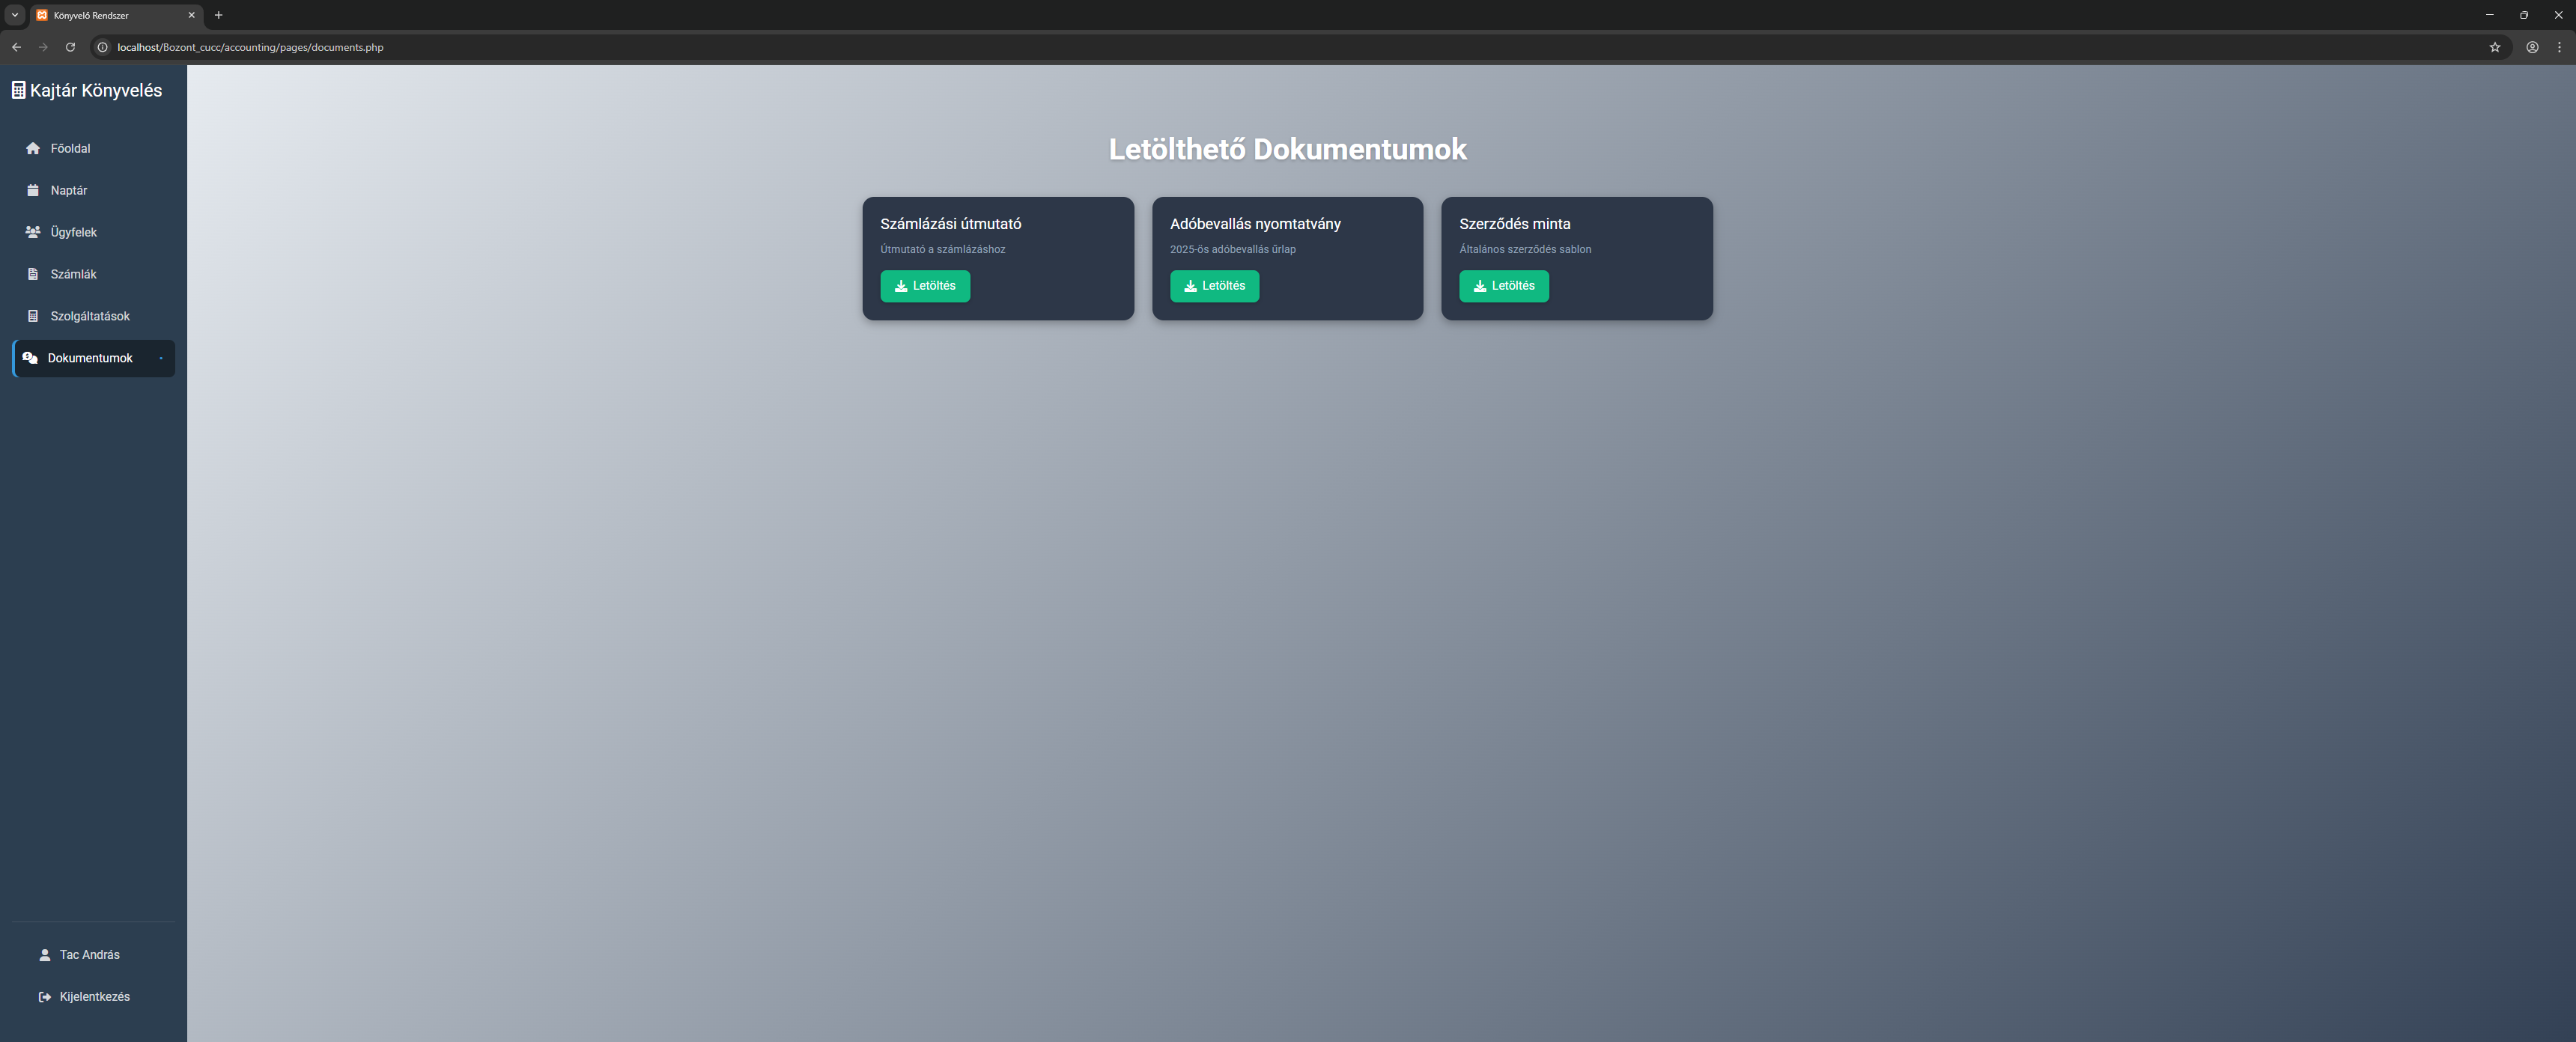 Könyvelő Rendszer
localhost/Bozont_cucc/accounting/pages/documents.php
Kajtár Könyvelés
Főoldal
Naptár
Ügyfelek
Számlák
Szolgáltatások
Dokumentumok
Tac András
Kijelentkezés
Letölthető Dokumentumok
Számlázási útmutató
Útmutató a számlázáshoz
Letöltés
Adóbevallás nyomtatvány
2025-ös adóbevallás űrlap
Letöltés
Szerződés minta
Általános szerződés sablon
Letöltés